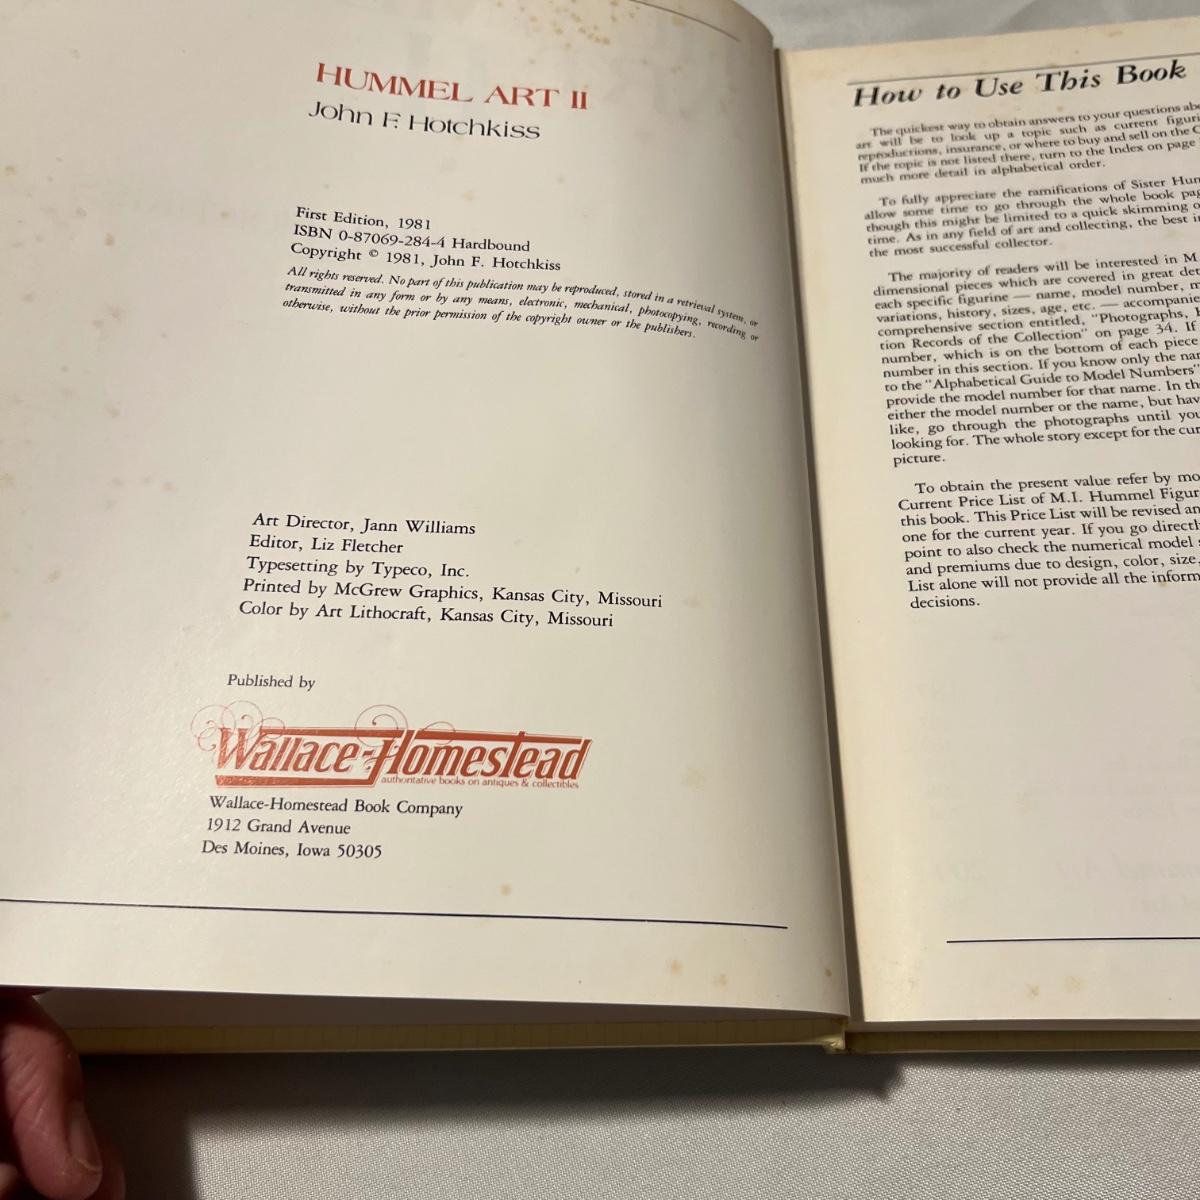 HUMMEL ART II
John F. Hotchkiss
First Edition, 1981
ISBN 0-87069-284-4 Hardbound
Copyright © 1981, John F. Hotchkiss
All rights reserved. No part of this publication may be reproduced, stored in a retrieval system, or
transmitted in any form or by any means, electronic, mechanical, photocopying, recording or
otherwise, without the prior permission of the copyright owner or the publishers.
Art Director, Jann Williams
Editor, Liz Fletcher
Typesetting by Typeco, Inc.
Printed by McGrew Graphics, Kansas City, Missouri
Color by Art Lithocraft, Kansas City, Missouri
Published by
Wallace-Homestead
authoritative books on antiques & collectibles
Wallace-Homestead Book Company
1912 Grand Avenue
Des Moines, Iowa 50305
How to Use This Book
The quickest way to obtain answers to your questions
art will be to look up a topic such as current
reproductions, insurance, or where to buy and sell on the
If the topic is not listed there, turn to the Index on page
much more detail in alphabetical order.
To fully appreciate the ramifications of Sister
allow some time to go through the whole book
though this might be limited to a quick skimming
time. As in any field of art and collecting, the best
the most successful collector.
The majority of readers will be interested in M.
dimensional pieces which are covered in great
each specific figurine — name, model number,
variations, history, sizes, age, etc. —
comprehensive section entitled, "Photographs,
tion Records of the Collection" on page 34. If
number, which is on the bottom of each piece
number in this section. If you know only the
to the "Alphabetical Guide to Model Numbers"
provide the model number for that name. In
either the model number or the name, but
like, go through the photographs until
looking for. The whole story except for the
picture.
To obtain the present value refer by
Current Price List of M.I. Hummel
this book. This Price List will be revised
one for the current year. If you go
point to also check the numerical model
and premiums due to design, color, size,
List alone will not provide all the
decisions.